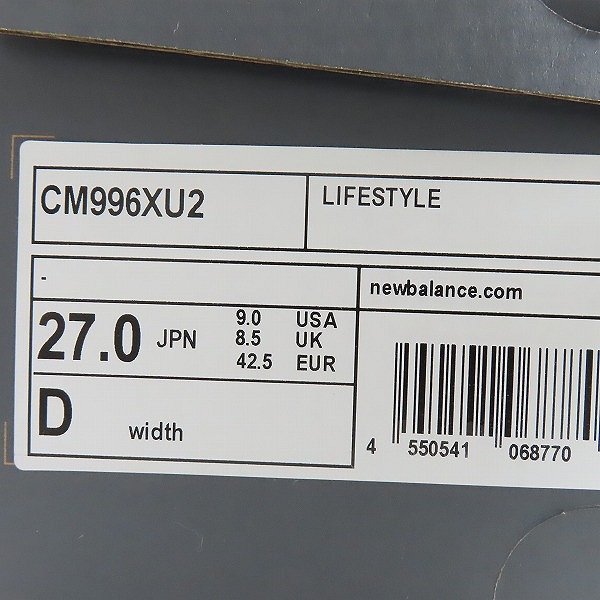 CM996XU2
LIFESTYLE
-
newbalance.com
27.0 JPN
9.0 USA
8.5 UK
42.5 EUR
D width
4 550541 068770